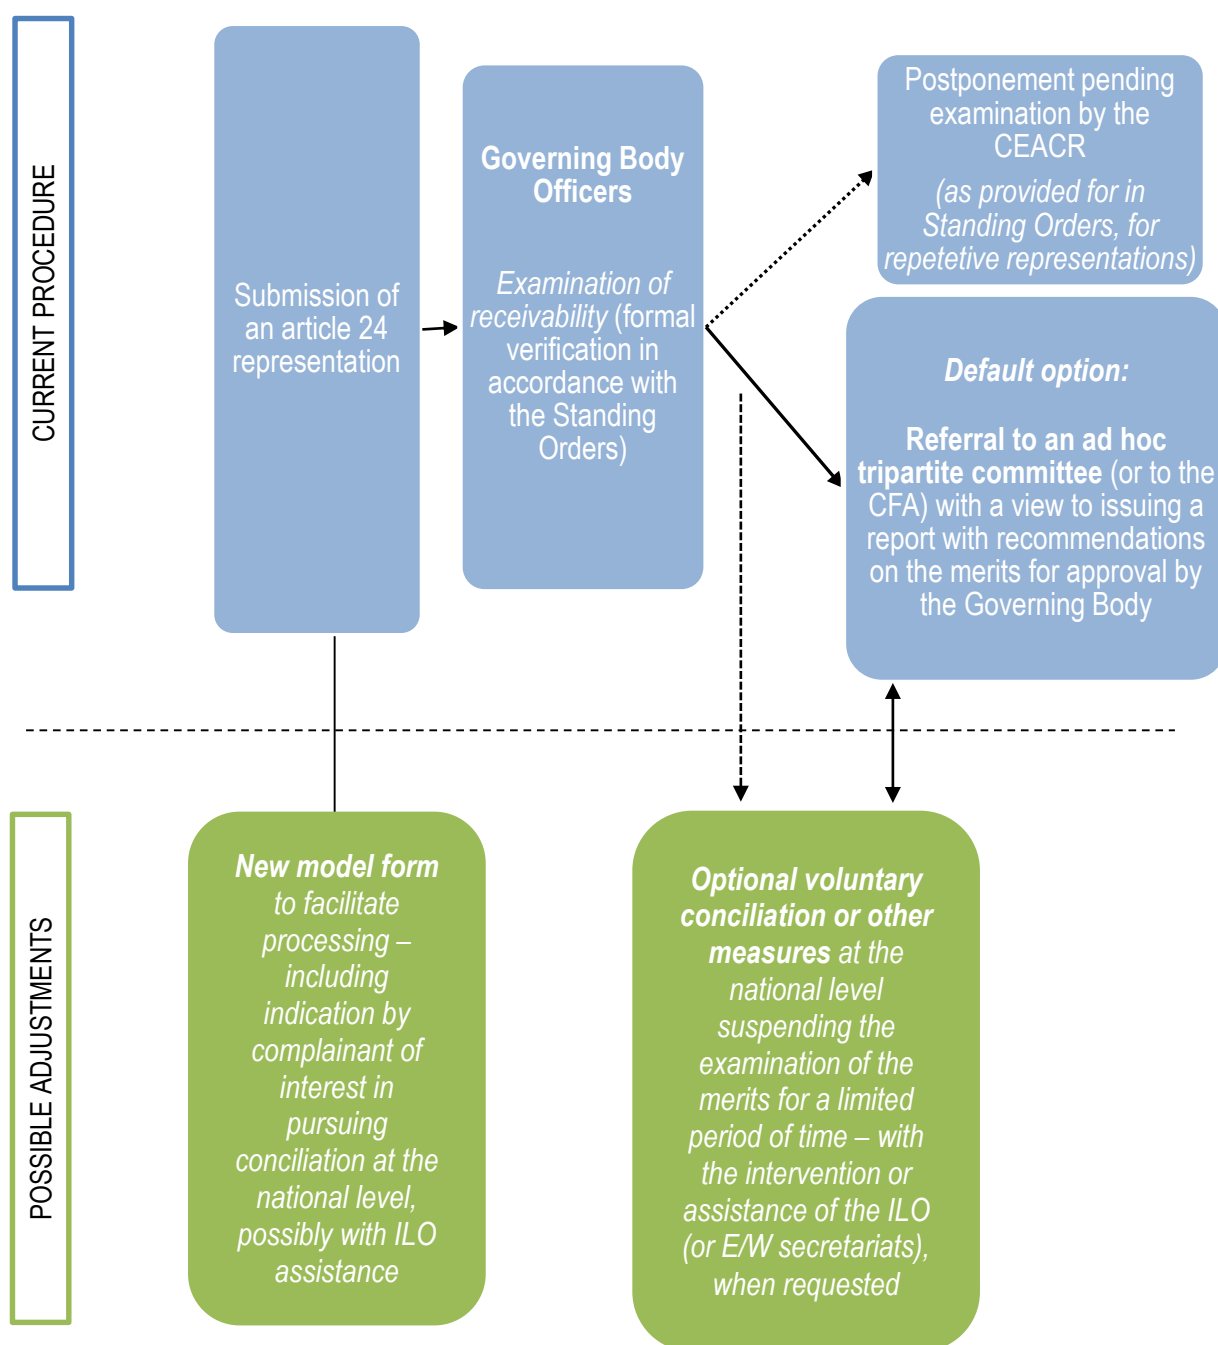 CURRENT PROCEDURE
Submission of
an article 24
representation
Governing Body
Officers
Examination of
receivability (formal
verification in
accordance with
the Standing
Orders)
Postponement pending
examination by the
CEACR
(as provided for in
Standing Orders, for
repetetive representations)
Default option:
Referral to an ad hoc
tripartite committee (or to the
CFA) with a view to issuing a
report with recommendations
on the merits for approval by
the Governing Body
POSSIBLE ADJUSTMENTS
New model form
to facilitate
processing –
including
indication by
complainant of
interest in
pursuing
conciliation at the
national level,
possibly with ILO
assistance
Optional voluntary
conciliation or other
measures at the
national level
suspending the
examination of the
merits for a limited
period of time – with
the intervention or
assistance of the ILO
(or E/W secretariats),
when requested